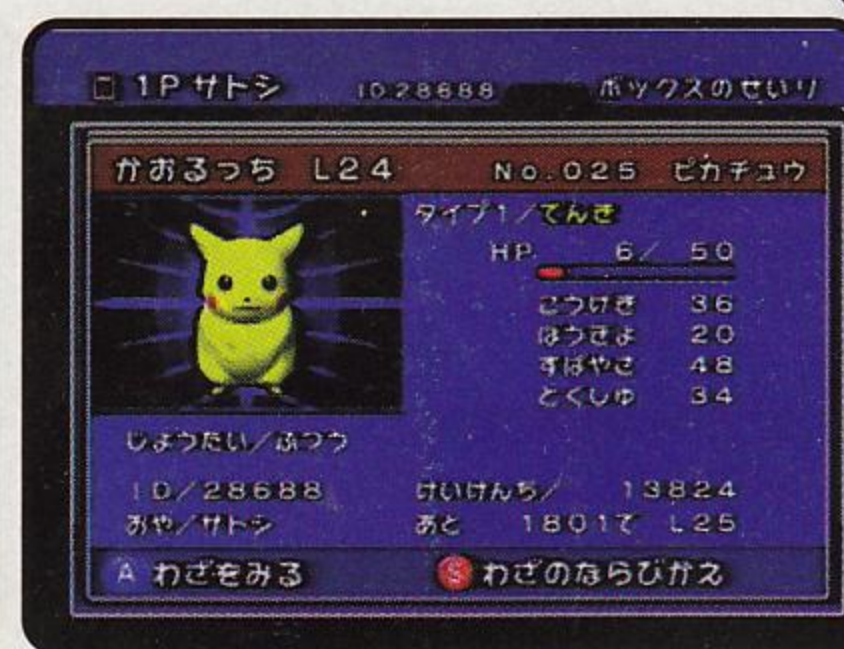 1P サトシ ID 28688 ボックスのせいり
かおるっち L24 No.025 ピカチュウ
タイプ1/でんき
HP 6/ 50
こうげき 36
ぼうぎょ 20
すばやさ 48
とくしゅ 34
じょうたい/ふつう
ID/28688 けいけんち/ 13824
おや/サトシ あと 1801で L25
A わざをみる S わざのならびかえ